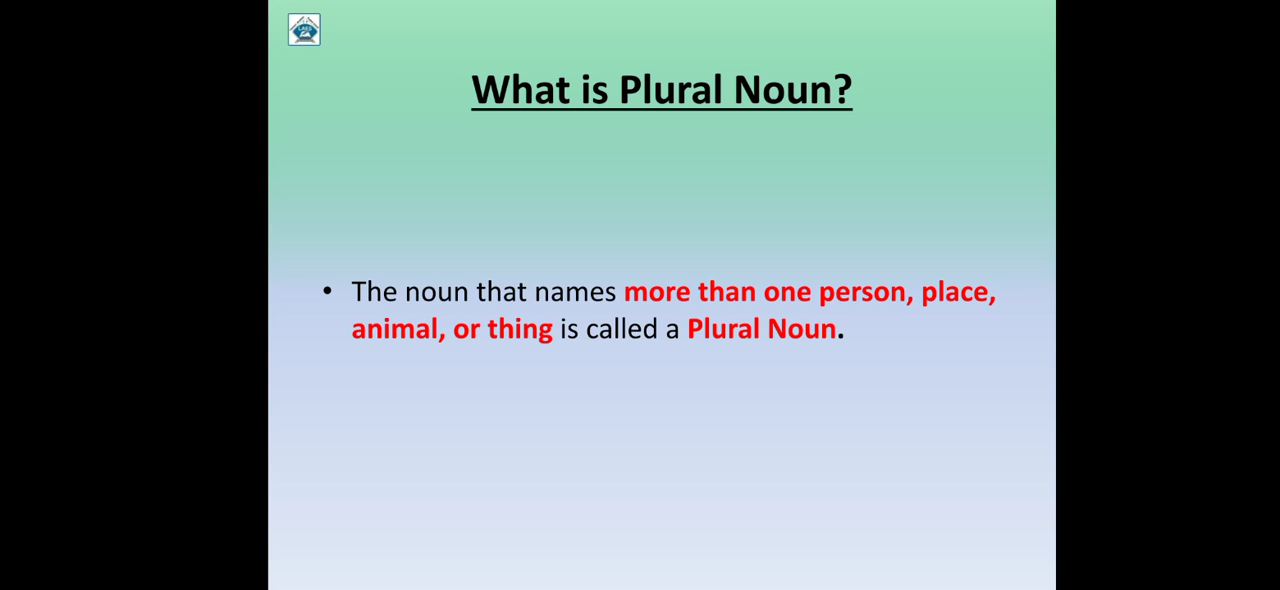 What is Plural Noun?
• The noun that names more than one person, place,
animal, or thing is called a Plural Noun.